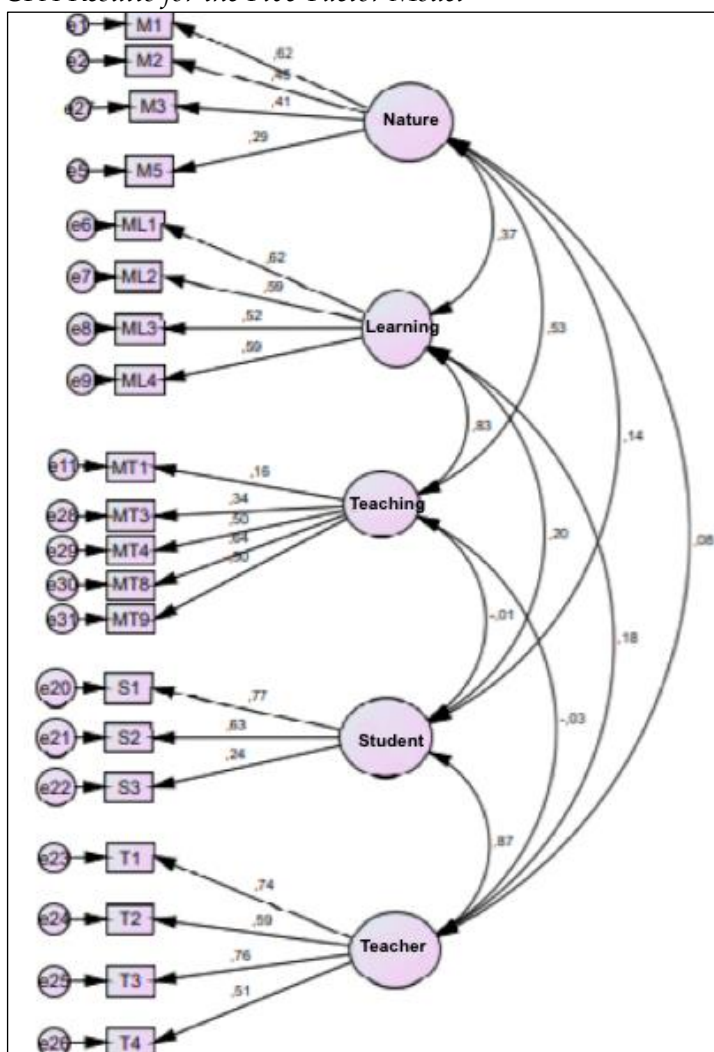 CFA Results for the Five Factor Model
e1 M1 ,62
e2 M2 ,45
e27 M3 ,41
Nature
e5 M5 ,29
e6 ML1 ,62
,37
e7 ML2 ,59
e8 ML3 ,52
Learning
,53
e9 ML4 ,59
,83
,14
e11 MT1 ,16
e28 MT3 ,34
Teaching
e29 MT4 ,50
e30 MT8 ,64
,20
,08
e31 MT9
-,01
,18
e20 S1 ,77
e21 S2 ,63
Student
-,03
e22 S3 ,24
,87
e23 T1 ,74
e24 T2 ,59
Teacher
e25 T3 ,76
e26 T4 ,51